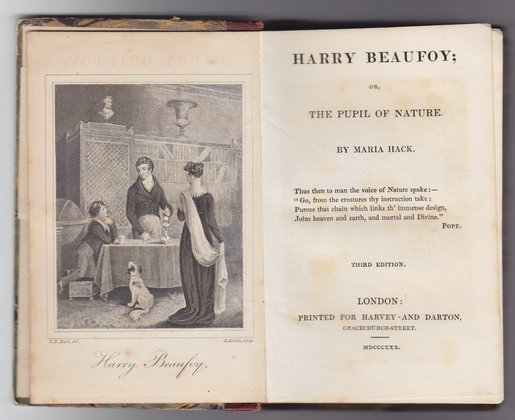 Harry Beaufoy.
HARRY BEAUFOY;
OR,
THE PUPIL OF NATURE.
BY MARIA HACK.
Thus then to man the voice of Nature spake:—
"Go, from the creatures thy instruction take:
Pursue that chain which links th' immense design,
Joins heaven and earth, and mortal and Divine."
POPE.
THIRD EDITION.
LONDON:
PRINTED FOR HARVEY AND DARTON,
GRACECHURCH-STREET.
MDCCCXXX.